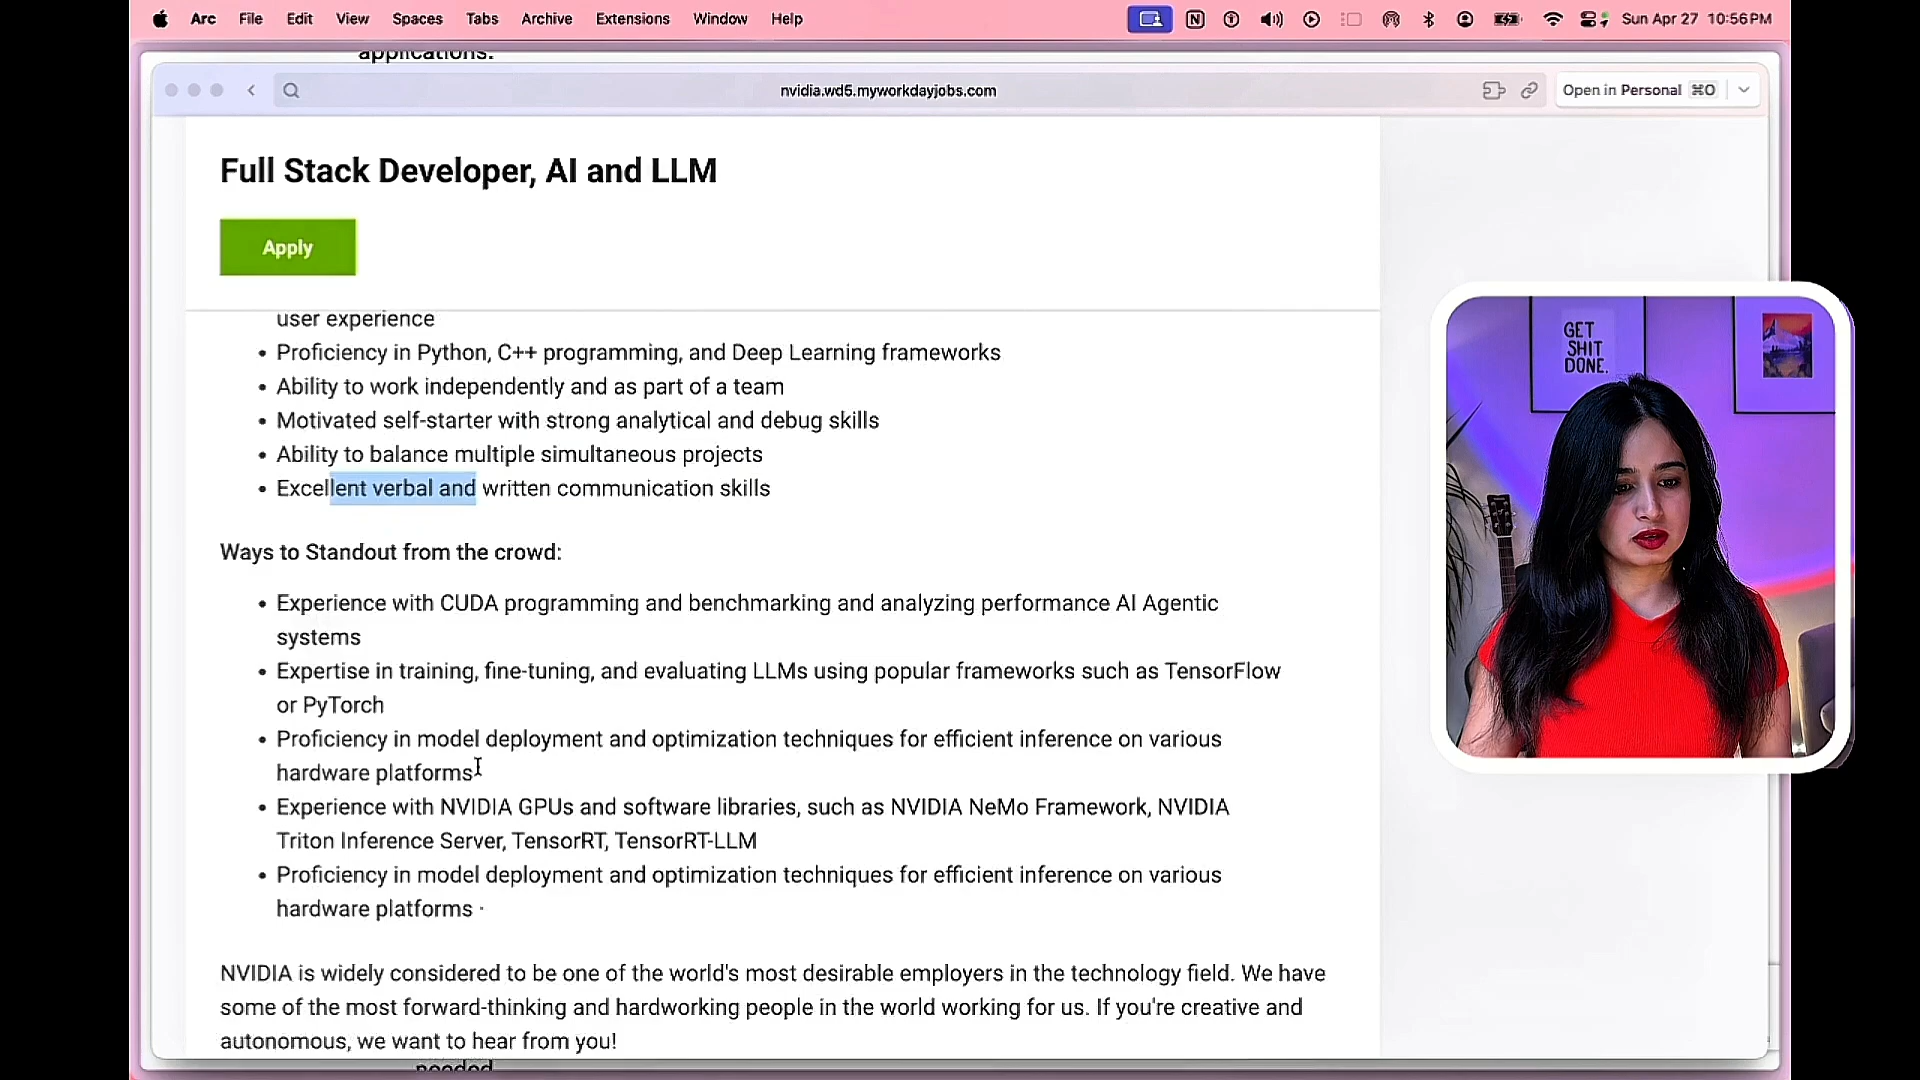 Arc File Edit View Spaces Tabs Archive Extensions Window Help Sun Apr 27 10:56 PM
applications.
nvidia.wd5.myworkdayjobs.com Open in Personal ⌘O
Full Stack Developer, AI and LLM
Apply
user experience
• Proficiency in Python, C++ programming, and Deep Learning frameworks
• Ability to work independently and as part of a team
• Motivated self-starter with strong analytical and debug skills
• Ability to balance multiple simultaneous projects
• Excellent verbal and written communication skills
Ways to Standout from the crowd:
• Experience with CUDA programming and benchmarking and analyzing performance AI Agentic
systems
• Expertise in training, fine-tuning, and evaluating LLMs using popular frameworks such as TensorFlow
or PyTorch
• Proficiency in model deployment and optimization techniques for efficient inference on various
hardware platforms
• Experience with NVIDIA GPUs and software libraries, such as NVIDIA NeMo Framework, NVIDIA
Triton Inference Server, TensorRT, TensorRT-LLM
• Proficiency in model deployment and optimization techniques for efficient inference on various
hardware platforms ·
NVIDIA is widely considered to be one of the world's most desirable employers in the technology field. We have
some of the most forward-thinking and hardworking people in the world working for us. If you're creative and
autonomous, we want to hear from you!
needed
GET
SHIT
DONE.